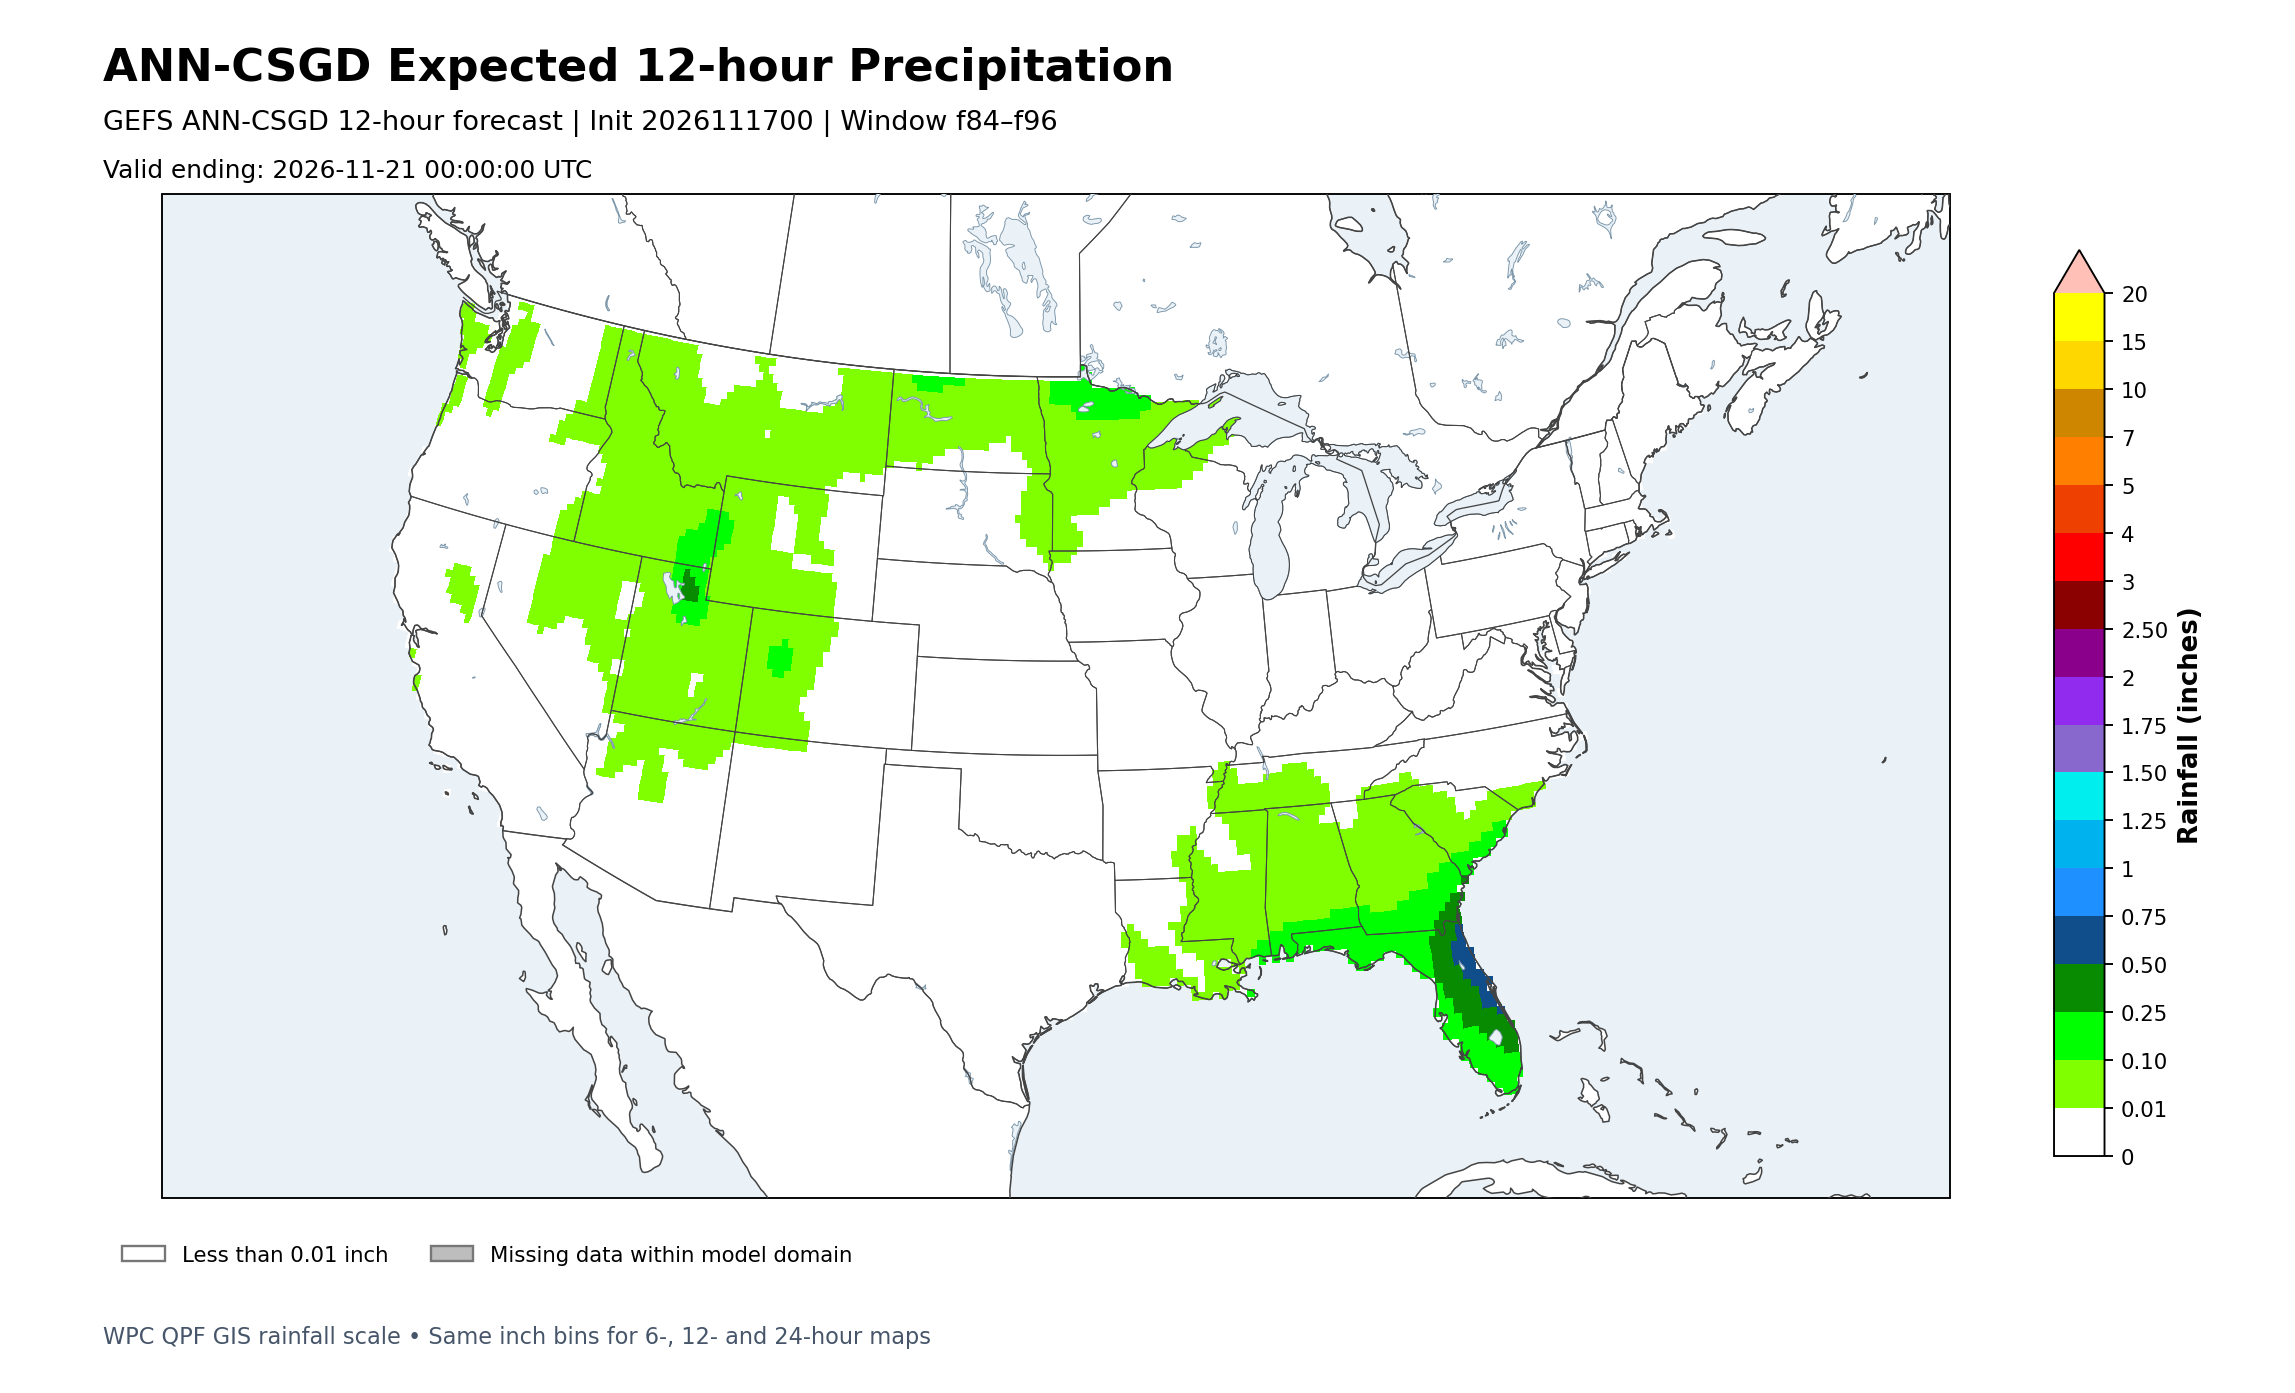 ANN-CSGD Expected 12-hour Precipitation
GEFS ANN-CSGD 12-hour forecast | Init 2026111700 | Window f84–f96
Valid ending: 2026-11-21 00:00:00 UTC
20
15
10
7
5
4
3
2.50
2
1.75
1.50
1.25
1
0.75
0.50
0.25
0.10
0.01
0
Rainfall (inches)
Less than 0.01 inch
Missing data within model domain
WPC QPF GIS rainfall scale • Same inch bins for 6-, 12- and 24-hour maps